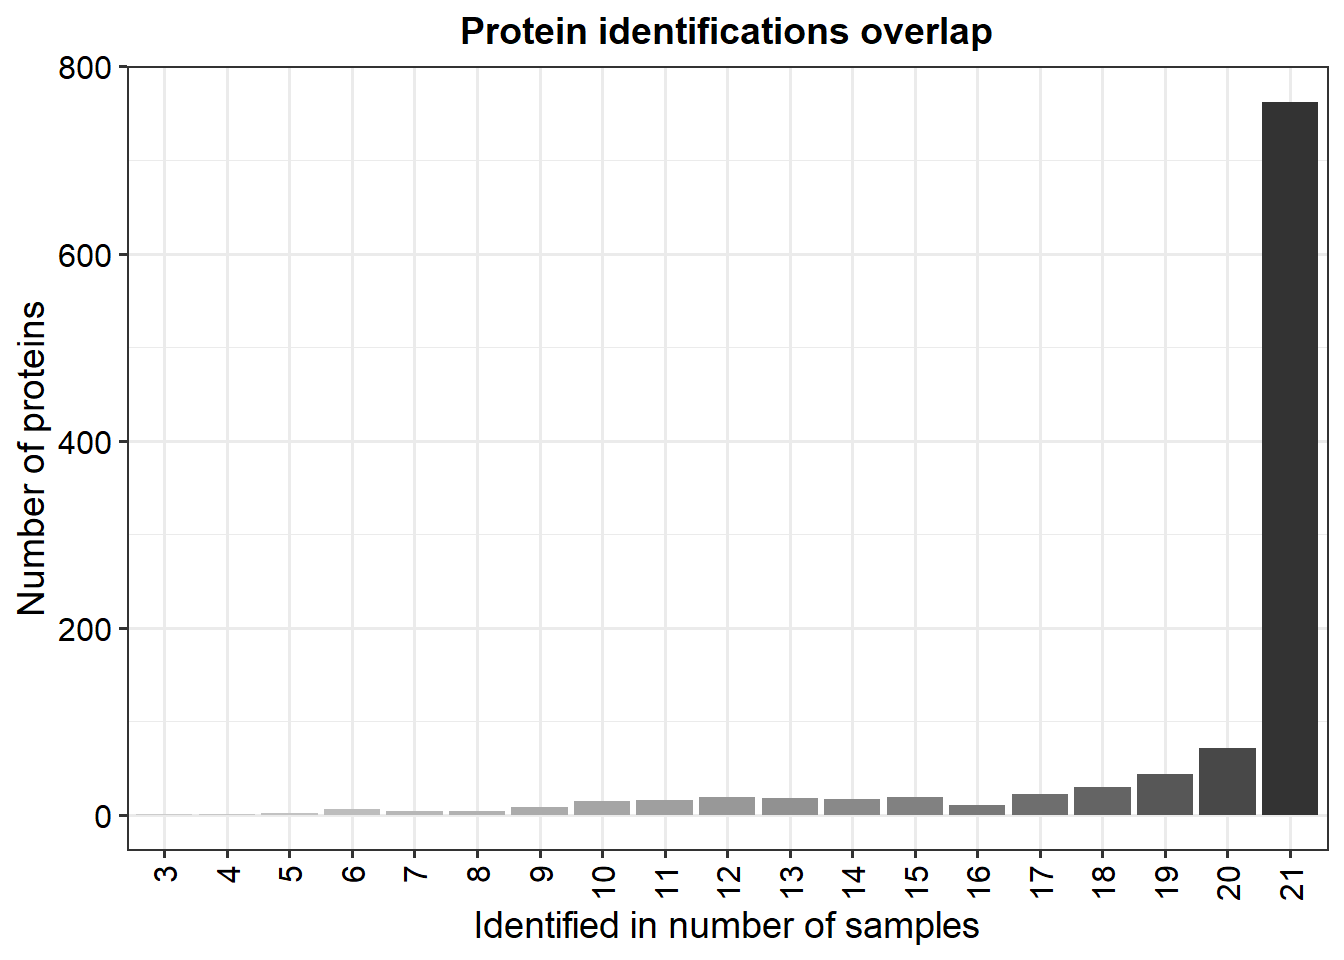 Protein identifications overlap
Number of proteins
800
600
400
200
0
3 4 5 6 7 8 9 10 11 12 13 14 15 16 17 18 19 20 21
Identified in number of samples